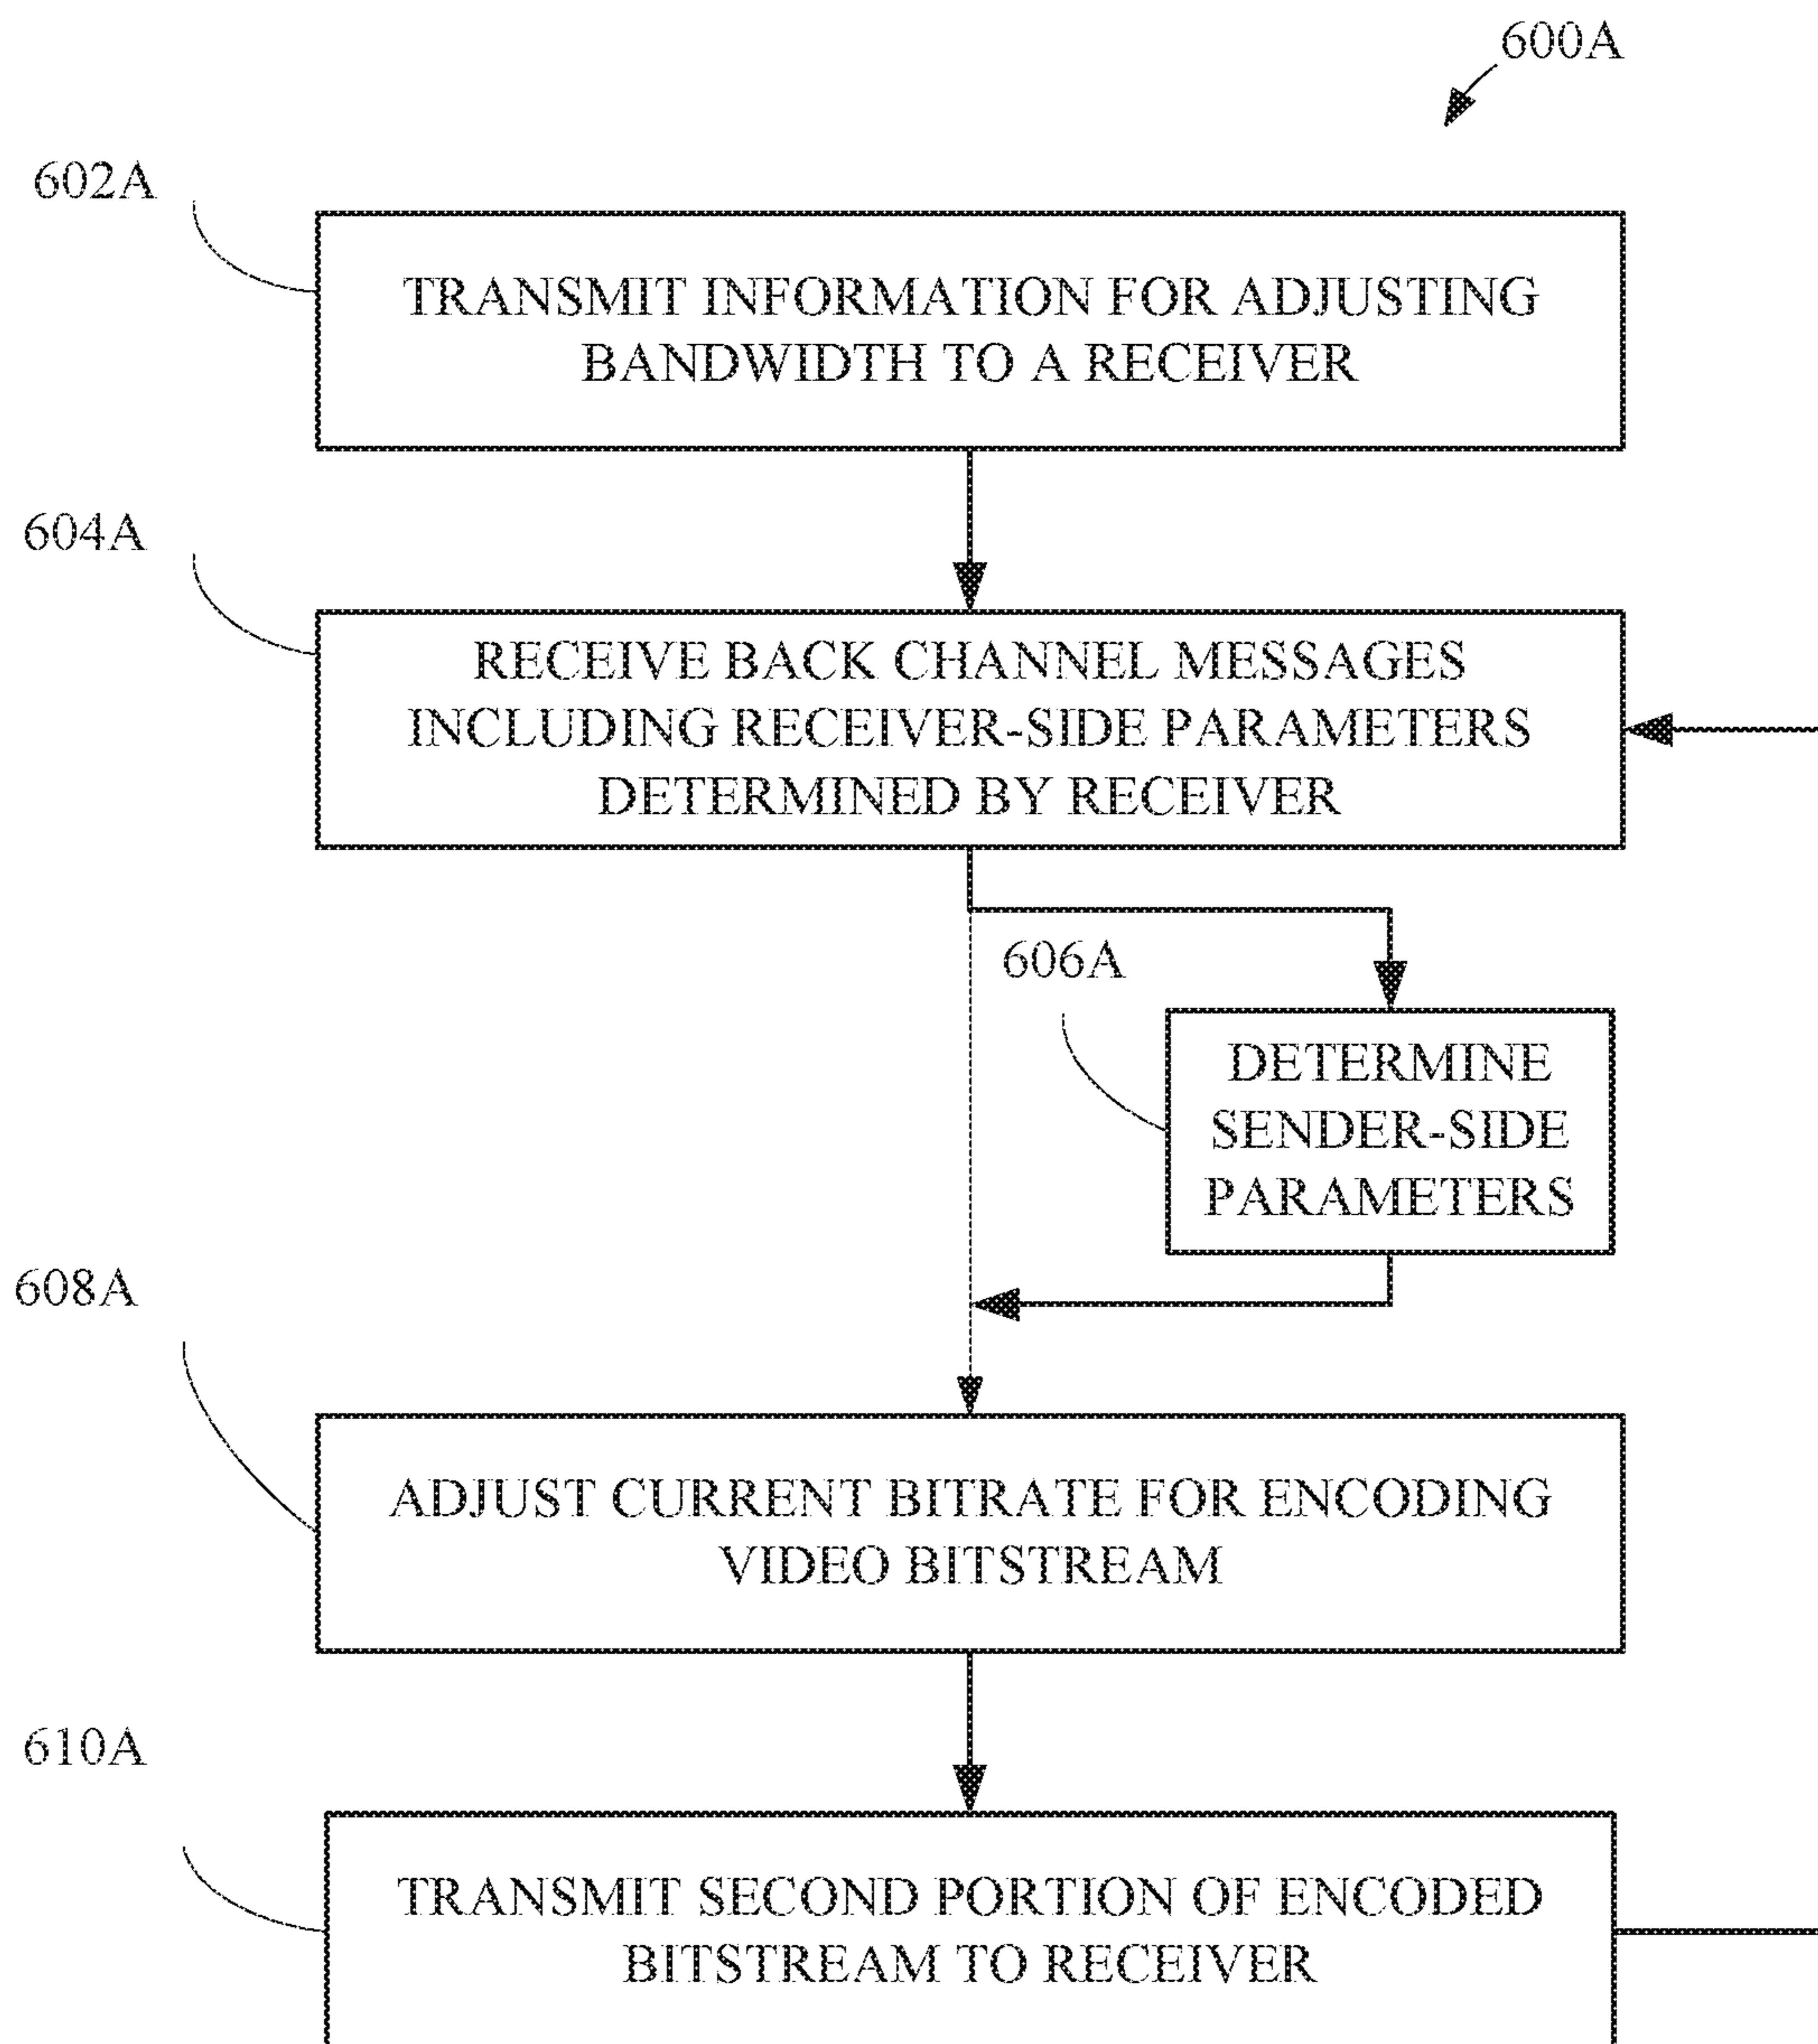 600A
602A
TRANSMIT INFORMATION FOR ADJUSTING
BANDWIDTH TO A RECEIVER
604A
RECEIVE BACK CHANNEL MESSAGES
INCLUDING RECEIVER-SIDE PARAMETERS
DETERMINED BY RECEIVER
606A
DETERMINE
SENDER-SIDE
PARAMETERS
608A
ADJUST CURRENT BITRATE FOR ENCODING
VIDEO BITSTREAM
610A
TRANSMIT SECOND PORTION OF ENCODED
BITSTREAM TO RECEIVER